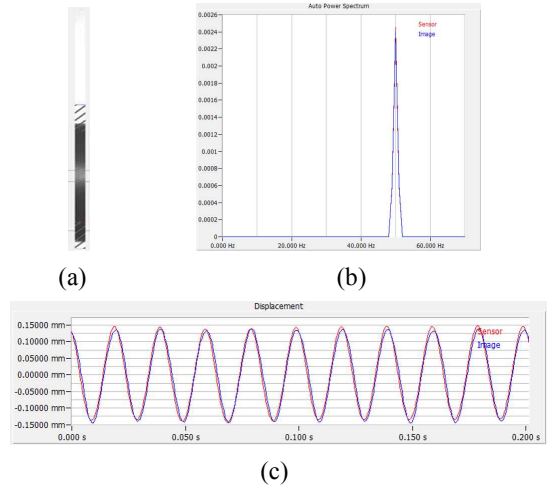 Auto Power Spectrum
0.0026
0.0024
0.0022
0.002
0.0018
0.0016
0.0014
0.0012
0.001
0.0008
0.0006
0.0004
0.0002
0
0.000 Hz 20.000 Hz 40.000 Hz 60.000 Hz
Sensor
Image
(a) (b)
Displacement
0.15000 mm
0.10000 mm
0.05000 mm
0.00000 mm
-0.05000 mm
-0.10000 mm
-0.15000 mm
Sensor
Image
0.000 s 0.050 s 0.100 s 0.150 s 0.200 s
(c)